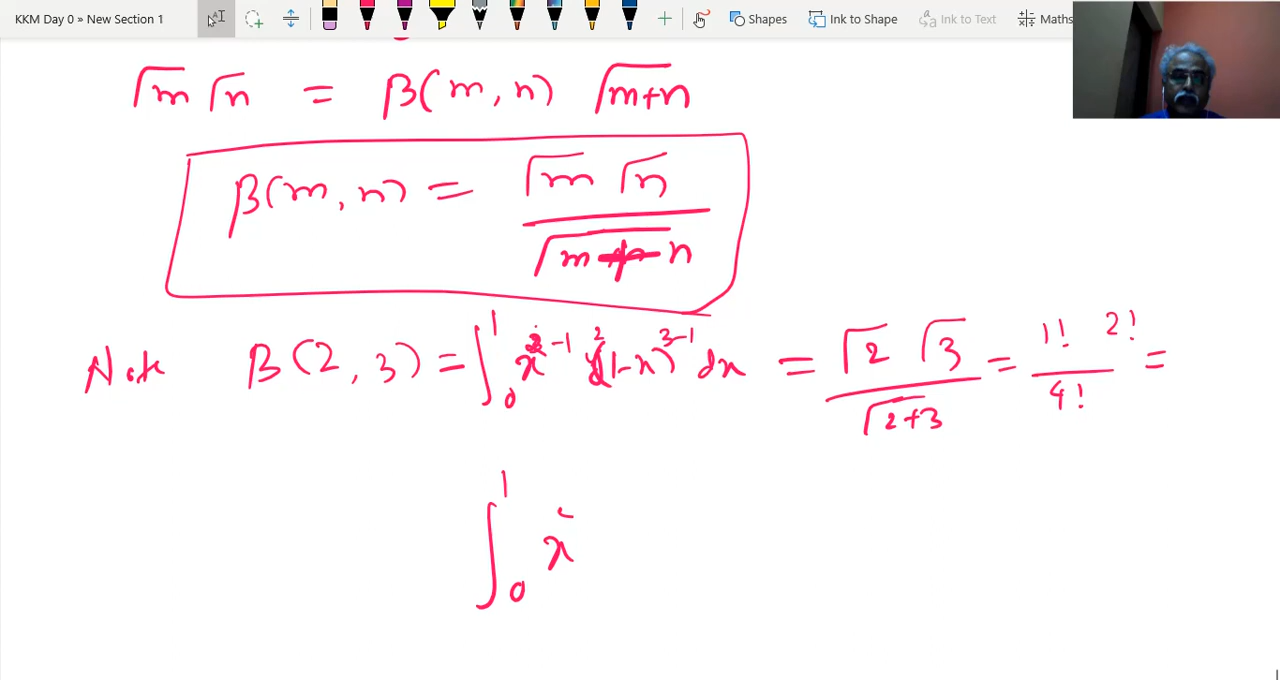 KKM Day 0 » New Section 1
Shapes Ink to Shape Ink to Text Maths
Γm Γn = β(m, n) Γm+n
β(m, n) = Γm Γn / Γm+n
Note B(2, 3) = ∫₀¹ x²⁻¹ (1-x)³⁻¹ dx = Γ2 Γ3 / Γ2+3 = 1! 2! / 4! =
∫₀¹ x